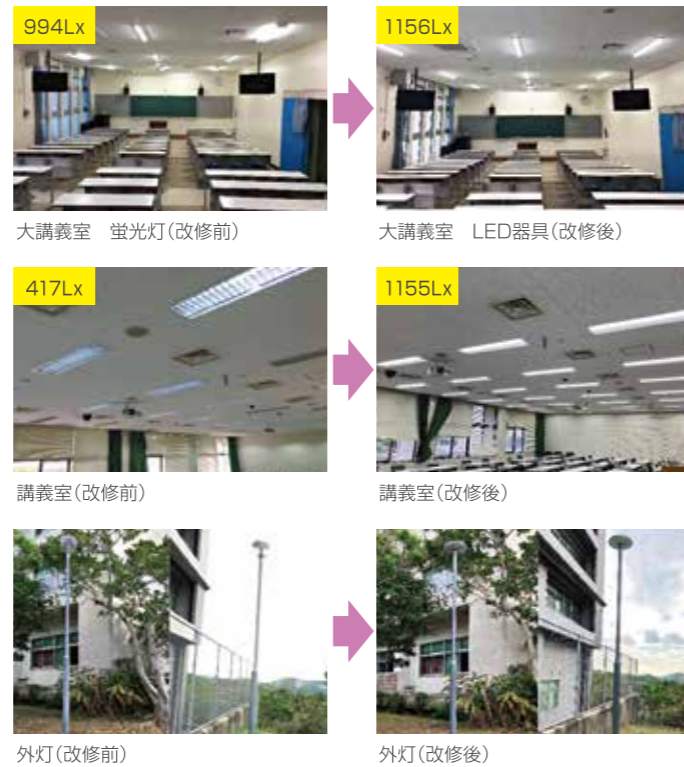 994Lx
1156Lx
大講義室　蛍光灯(改修前)
大講義室　LED器具(改修後)
417Lx
1155Lx
講義室(改修前)
講義室(改修後)
外灯(改修前)
外灯(改修後)